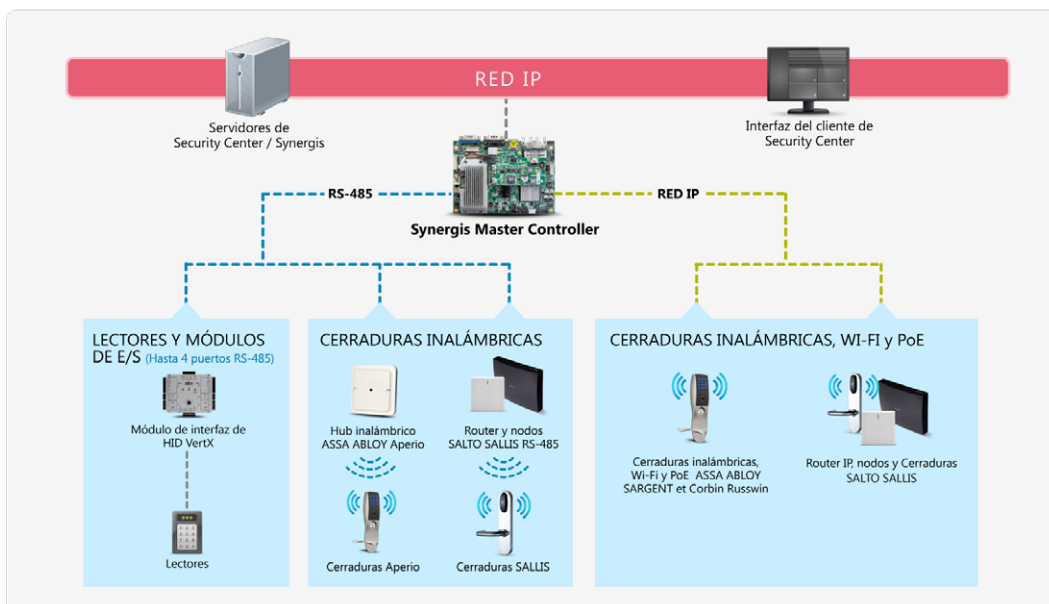 RED IP
Servidores de
Security Center / Synergis
Interfaz del cliente de
Security Center
RS-485
RED IP
Synergis Master Controller
LECTORES Y MÓDULOS
DE E/S (Hasta 4 puertos RS-485)
Módulo de interfaz de
HID VertX
Lectores
CERRADURAS INALÁMBRICAS
Hub inalámbrico
ASSA ABLOY Aperio
Router y nodos
SALTO SALLIS RS-485
Cerraduras Aperio
Cerraduras SALLIS
CERRADURAS INALÁMBRICAS, WI-FI y PoE
Cerraduras inalámbricas,
Wi-Fi y PoE ASSA ABLOY
SARGENT et Corbin Russwin
Router IP, nodos y Cerraduras
SALTO SALLIS